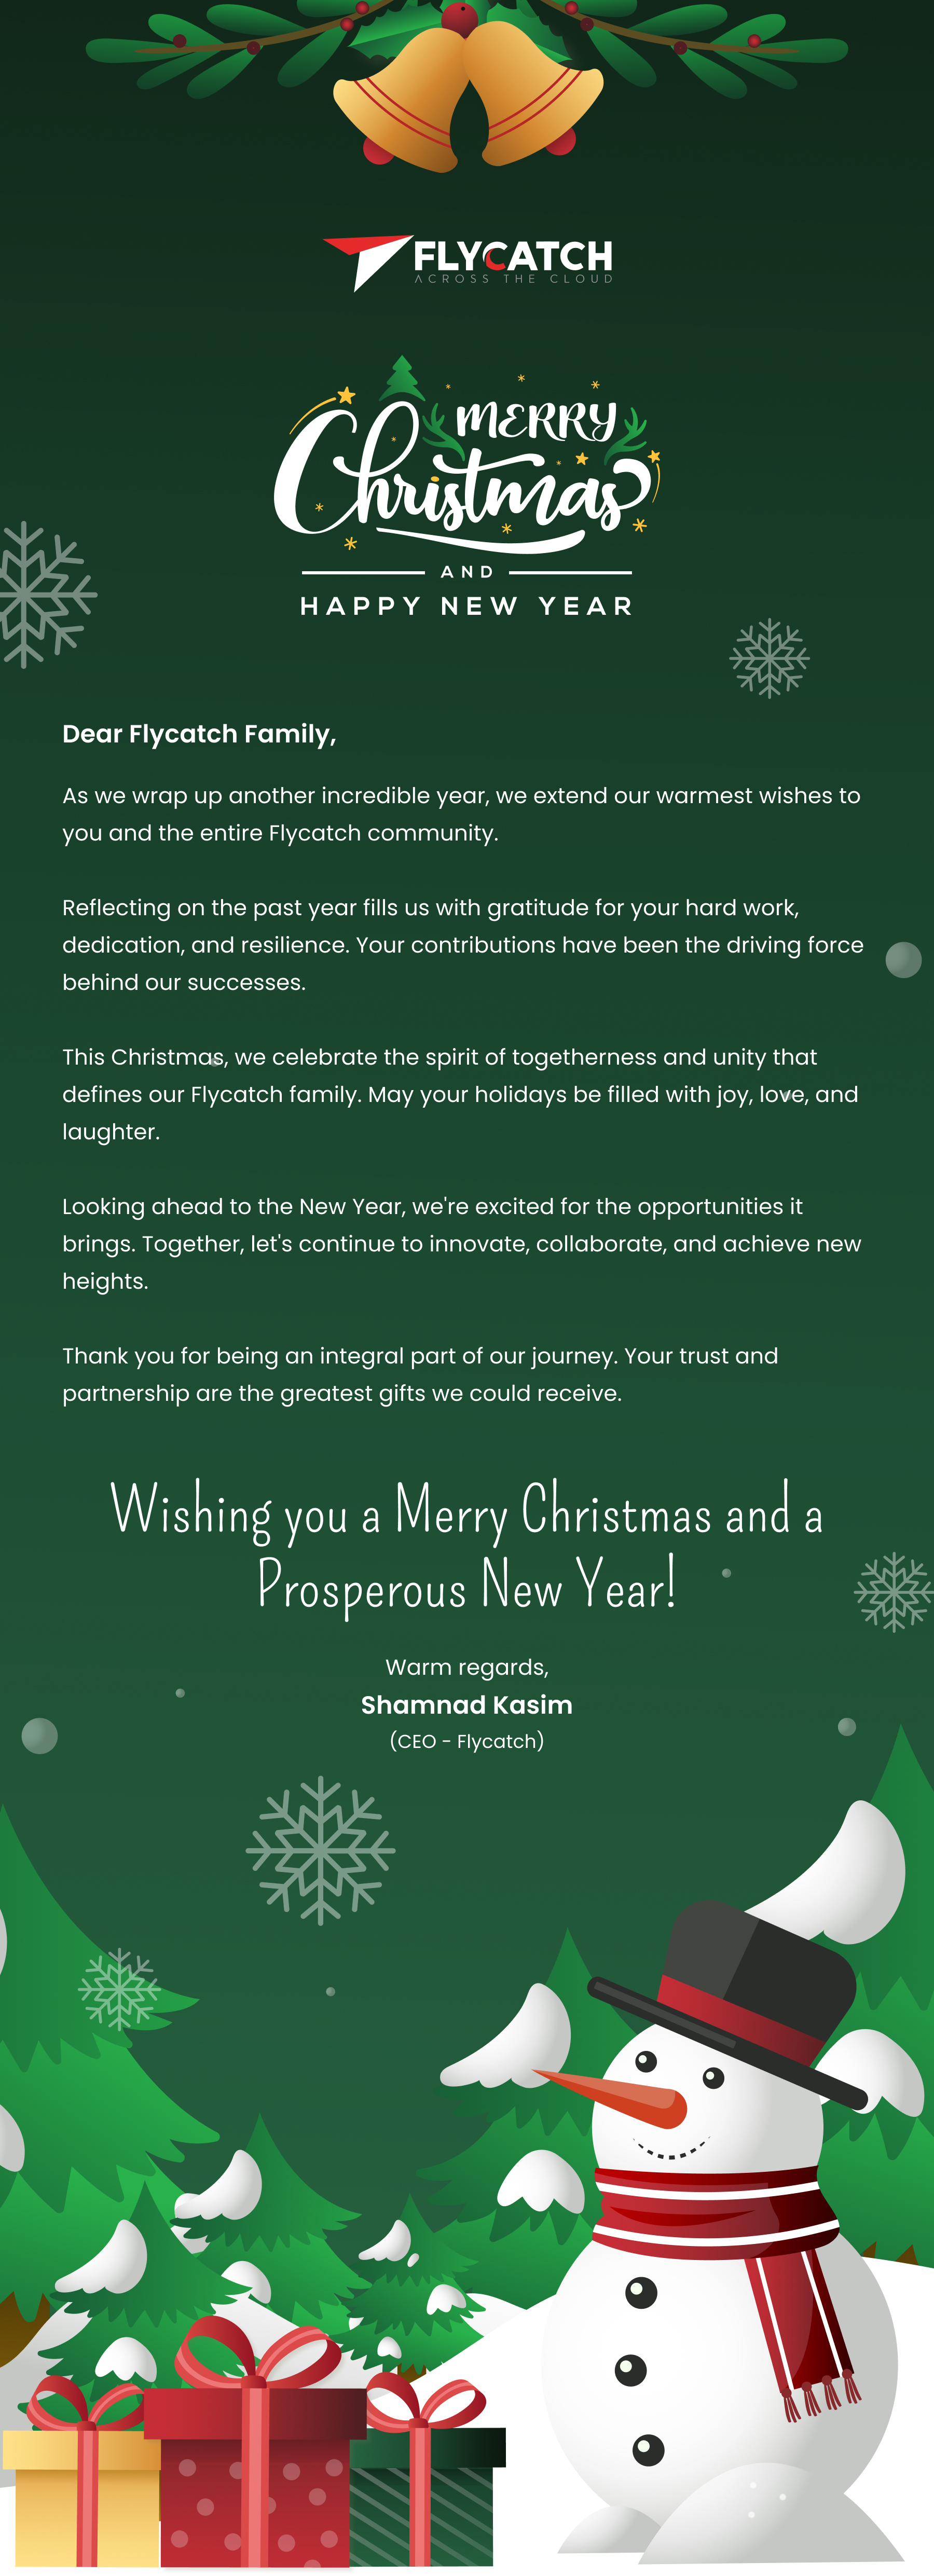 FLYCATCH
ACROSS THE CLOUD
MERRY
Christmas
AND
HAPPY NEW YEAR
Dear Flycatch Family,
As we wrap up another incredible year, we extend our warmest wishes to
you and the entire Flycatch community.
Reflecting on the past year fills us with gratitude for your hard work,
dedication, and resilience. Your contributions have been the driving force
behind our successes.
This Christmas, we celebrate the spirit of togetherness and unity that
defines our Flycatch family. May your holidays be filled with joy, love, and
laughter.
Looking ahead to the New Year, we're excited for the opportunities it
brings. Together, let's continue to innovate, collaborate, and achieve new
heights.
Thank you for being an integral part of our journey. Your trust and
partnership are the greatest gifts we could receive.
Wishing you a Merry Christmas and a
Prosperous New Year!
Warm regards,
Shamnad Kasim
(CEO - Flycatch)